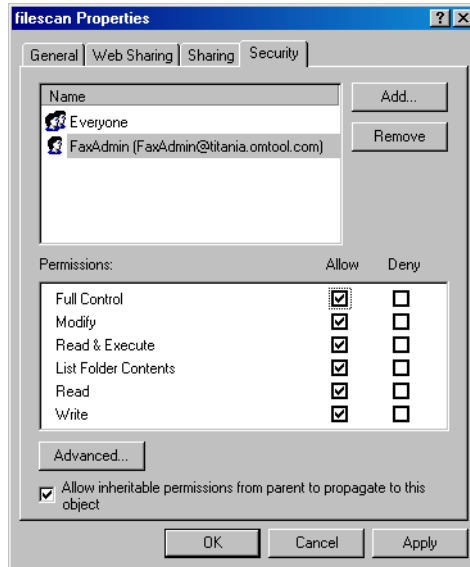 filescan Properties
General Web Sharing Sharing Security
Name
Everyone
FaxAdmin (FaxAdmin@titania.omtool.com)
Add...
Remove
Permissions: Allow Deny
Full Control
Modify
Read & Execute
List Folder Contents
Read
Write
Advanced...
Allow inheritable permissions from parent to propagate to this
object
OK Cancel Apply